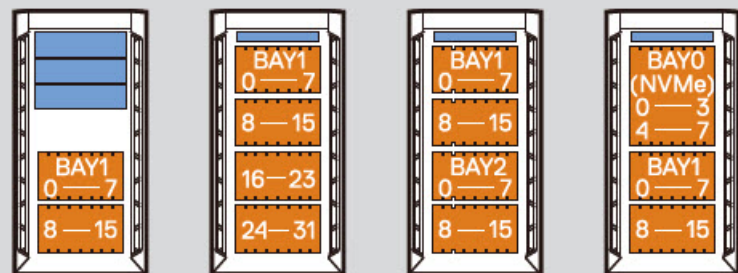 BAY1
0 — 7
8 — 15
BAY1
0 — 7
8 — 15
16 — 23
24 — 31
BAY1
0 — 7
8 — 15
BAY2
0 — 7
8 — 15
BAY0
(NVMe)
0 — 3
4 — 7
BAY1
0 — 7
8 — 15